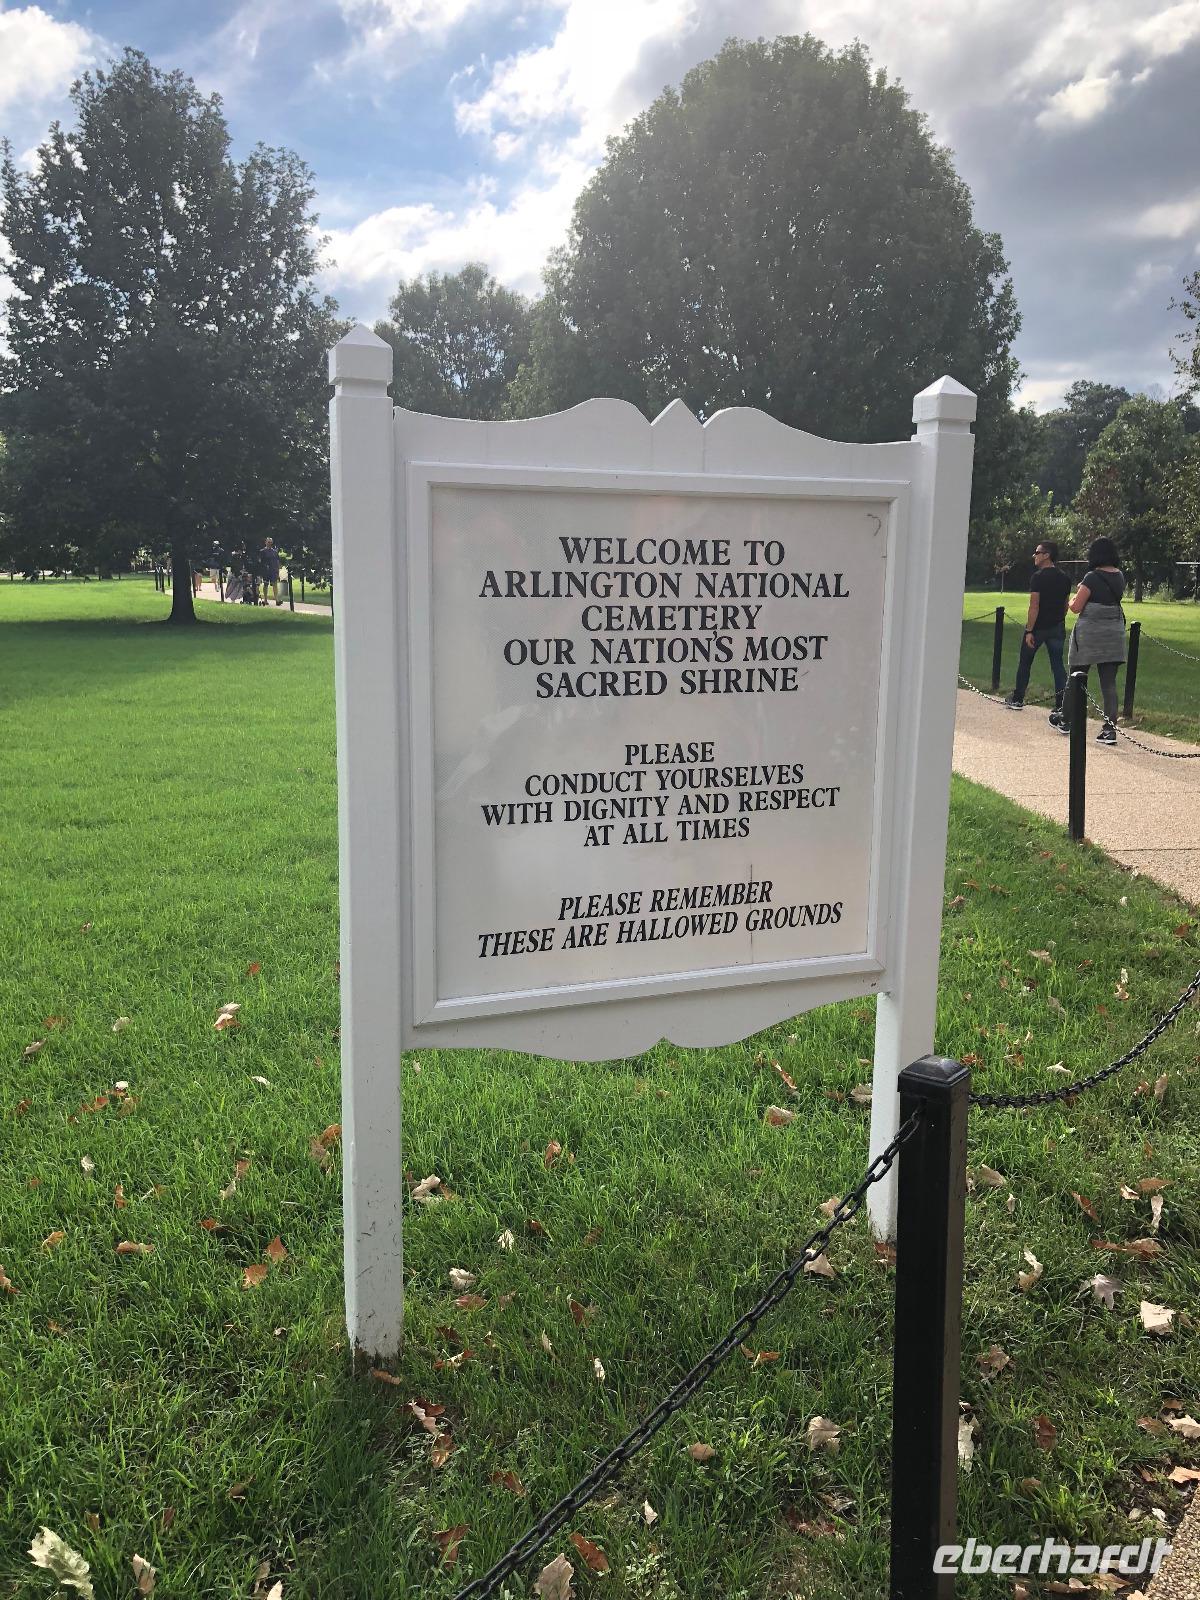 WELCOME TO
ARLINGTON NATIONAL
CEMETERY
OUR NATION'S MOST
SACRED SHRINE
PLEASE
CONDUCT YOURSELVES
WITH DIGNITY AND RESPECT
AT ALL TIMES
PLEASE REMEMBER
THESE ARE HALLOWED GROUNDS
eberhardt